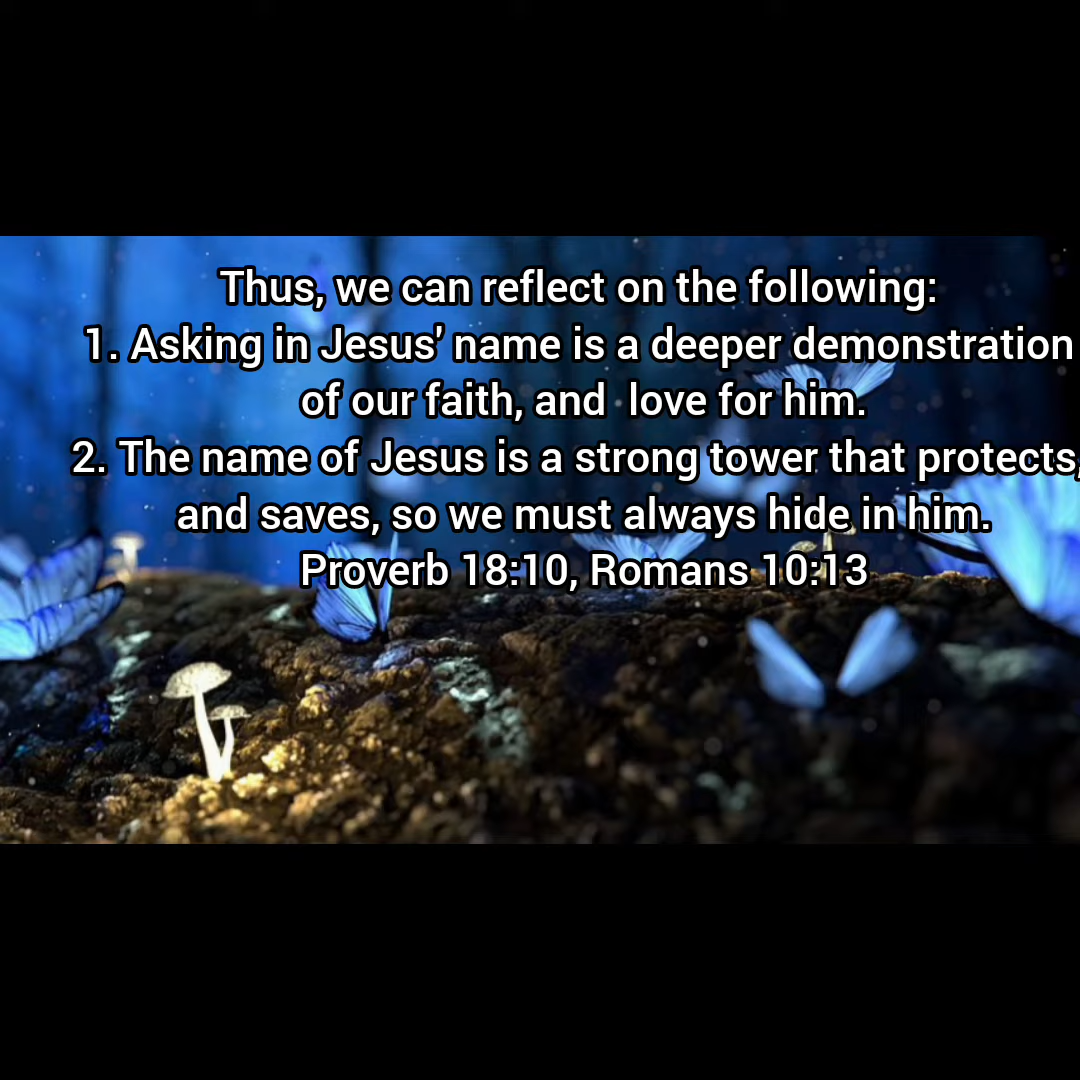 Thus, we can reflect on the following:
1. Asking in Jesus' name is a deeper demonstration
of our faith, and  love for him.
2. The name of Jesus is a strong tower that protects,
and saves, so we must always hide in him.
Proverb 18:10, Romans 10:13